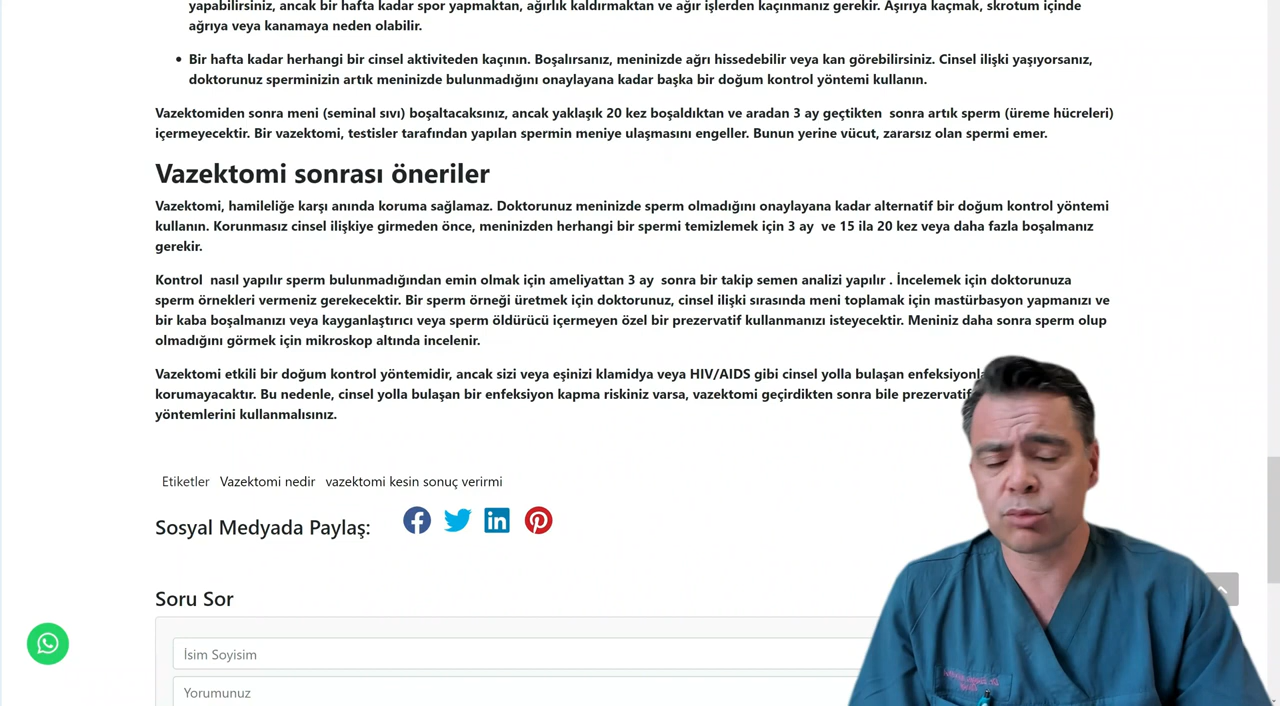 yapabilirsiniz, ancak bir hafta kadar spor yapmaktan, ağırlık kaldırmaktan ve ağır işlerden kaçınmanız gerekir. Aşırıya kaçmak, skrotum içinde
ağrıya veya kanamaya neden olabilir.
• Bir hafta kadar herhangi bir cinsel aktiviteden kaçının. Boşalırsanız, meninizde ağrı hissedebilir veya kan görebilirsiniz. Cinsel ilişki yaşıyorsanız,
doktorunuz sperminizin artık meninizde bulunmadığını onaylayana kadar başka bir doğum kontrol yöntemi kullanın.
Vazektomiden sonra meni (seminal sıvı) boşaltacaksınız, ancak yaklaşık 20 kez boşaldıktan ve aradan 3 ay geçtikten  sonra artık sperm (üreme hücreleri)
içermeyecektir. Bir vazektomi, testisler tarafından yapılan spermin meniye ulaşmasını engeller. Bunun yerine vücut, zararsız olan spermi emer.
Vazektomi sonrası öneriler
Vazektomi, hamileliğe karşı anında koruma sağlamaz. Doktorunuz meninizde sperm olmadığını onaylayana kadar alternatif bir doğum kontrol yöntemi
kullanın. Korunmasız cinsel ilişkiye girmeden önce, meninizden herhangi bir spermi temizlemek için 3 ay  ve 15 ila 20 kez veya daha fazla boşalmanız
gerekir.
Kontrol  nasıl yapılır sperm bulunmadığından emin olmak için ameliyattan 3 ay  sonra bir takip semen analizi yapılır . İncelemek için doktorunuza
sperm örnekleri vermeniz gerekecektir. Bir sperm örneği üretmek için doktorunuz, cinsel ilişki sırasında meni toplamak için mastürbasyon yapmanızı ve
bir kaba boşalmanızı veya kayganlaştırıcı veya sperm öldürücü içermeyen özel bir prezervatif kullanmanızı isteyecektir. Meniniz daha sonra sperm olup
olmadığını görmek için mikroskop altında incelenir.
Vazektomi etkili bir doğum kontrol yöntemidir, ancak sizi veya eşinizi klamidya veya HIV/AIDS gibi cinsel yolla bulaşan
korumayacaktır. Bu nedenle, cinsel yolla bulaşan bir enfeksiyon kapma riskiniz varsa, vazektomi geçirdikten sonra bile prezervatif
yöntemlerini kullanmalısınız.
Etiketler Vazektomi nedir vazektomi kesin sonuç verirmi
Sosyal Medyada Paylaş:
Soru Sor
İsim Soyisim
Yorumunuz